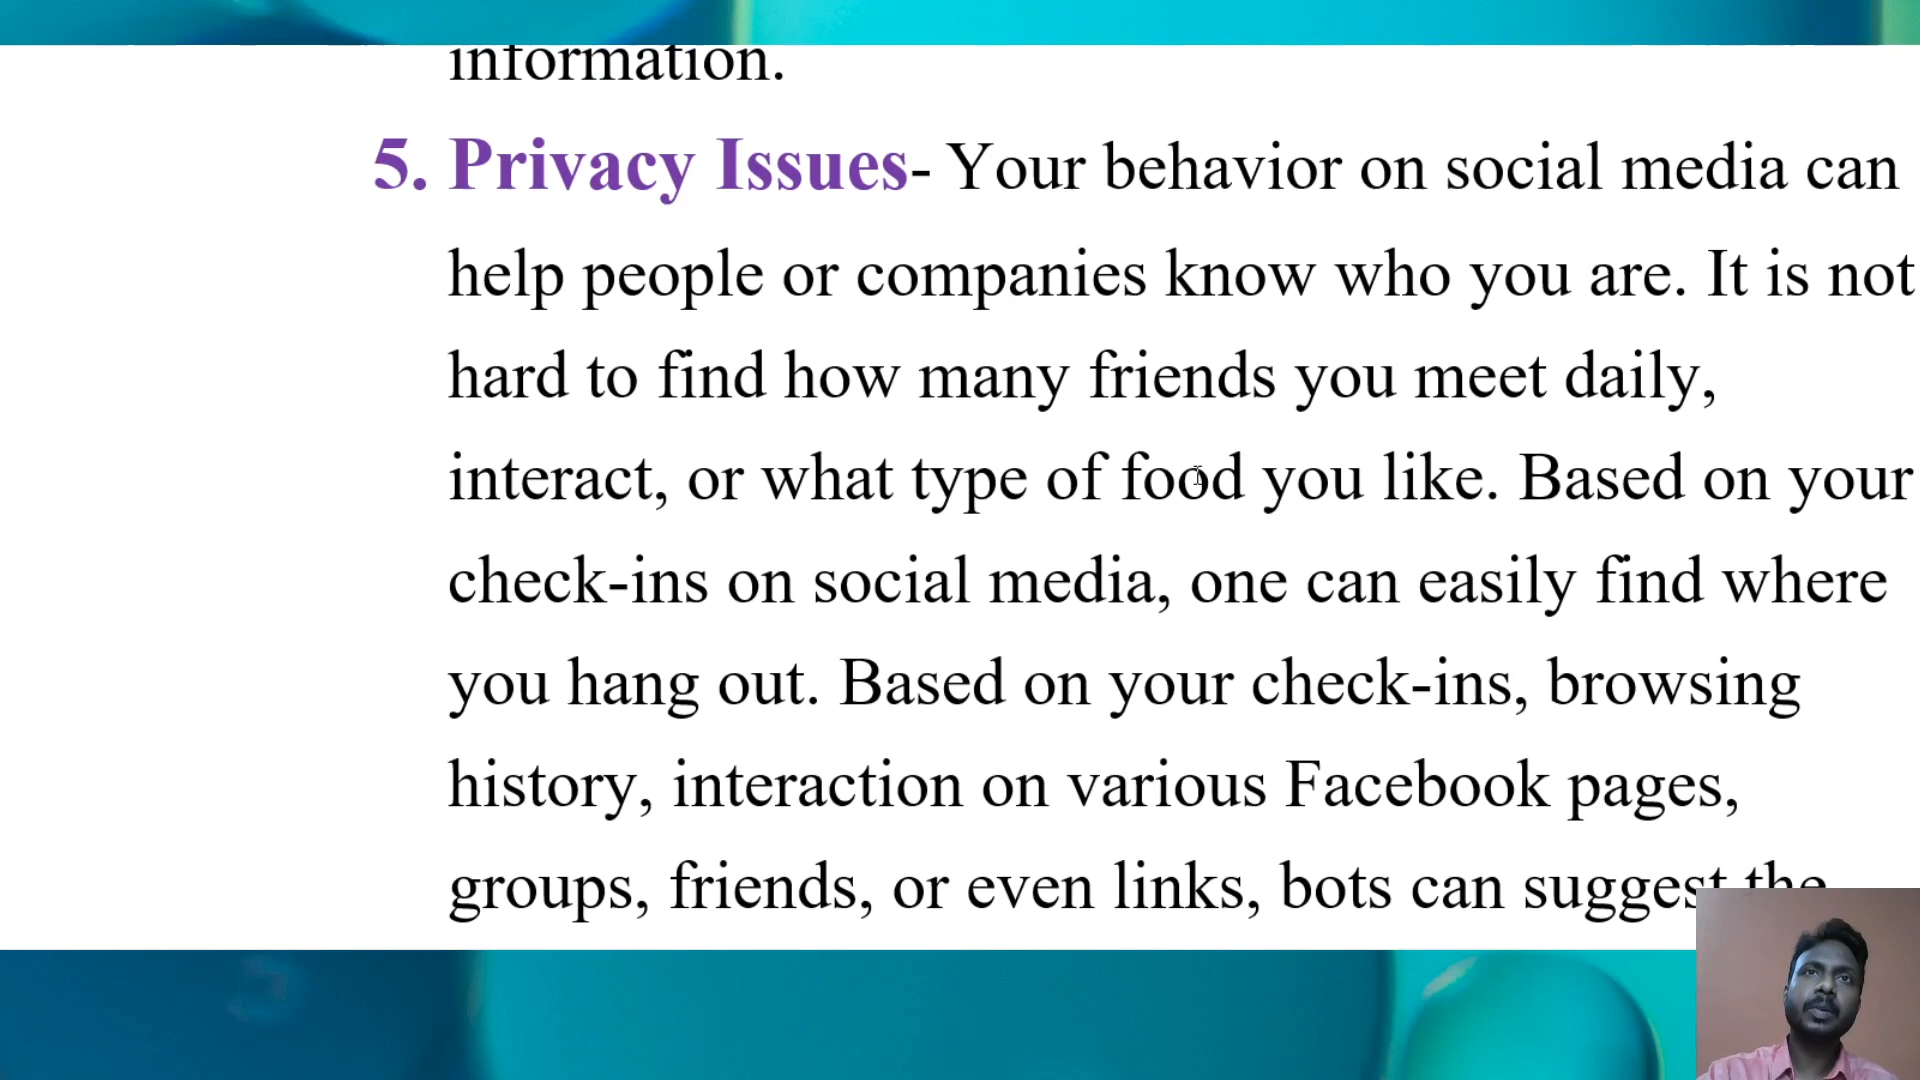 information.
5. Privacy Issues- Your behavior on social media can
help people or companies know who you are. It is not
hard to find how many friends you meet daily,
interact, or what type of food you like. Based on your
check-ins on social media, one can easily find where
you hang out. Based on your check-ins, browsing
history, interaction on various Facebook pages,
groups, friends, or even links, bots can suggest the